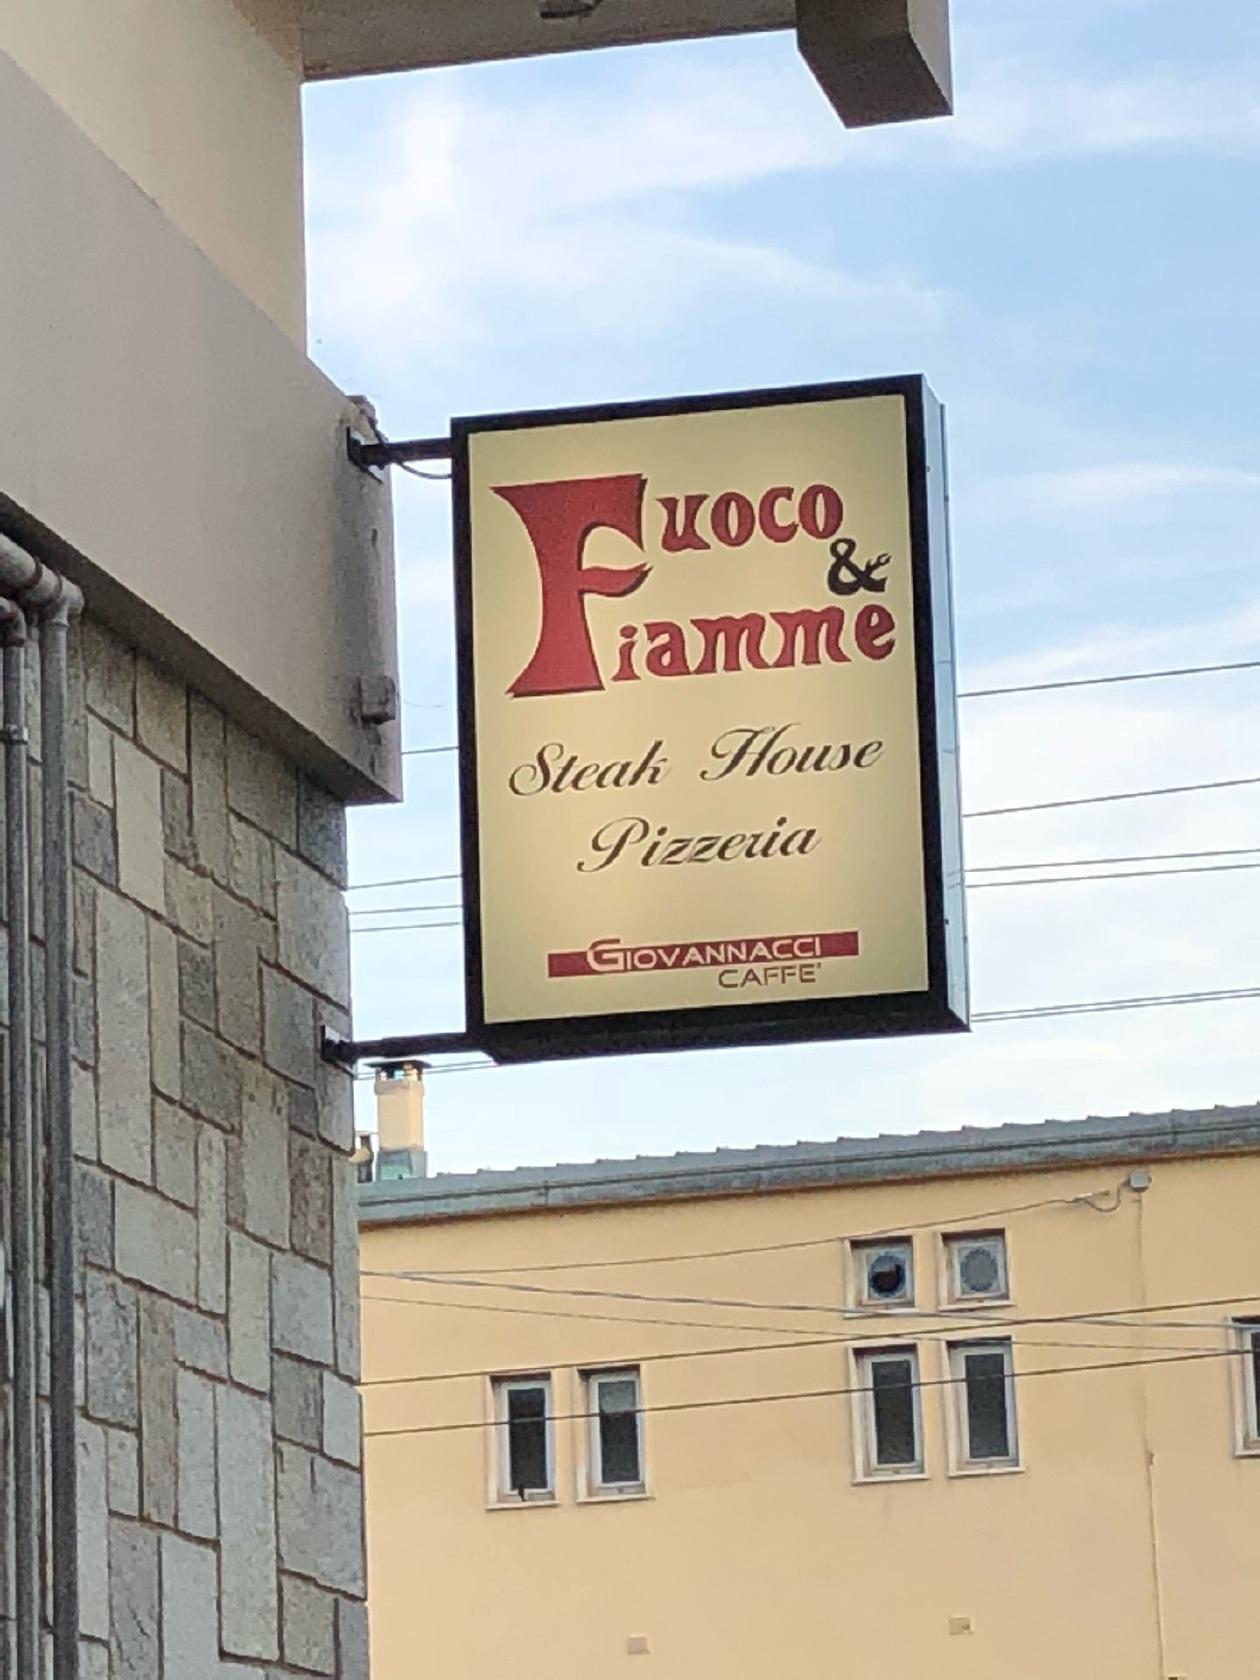 Fuoco
&
Fiamme
Steak House
Pizzeria
GIOVANNACCI
CAFFE'